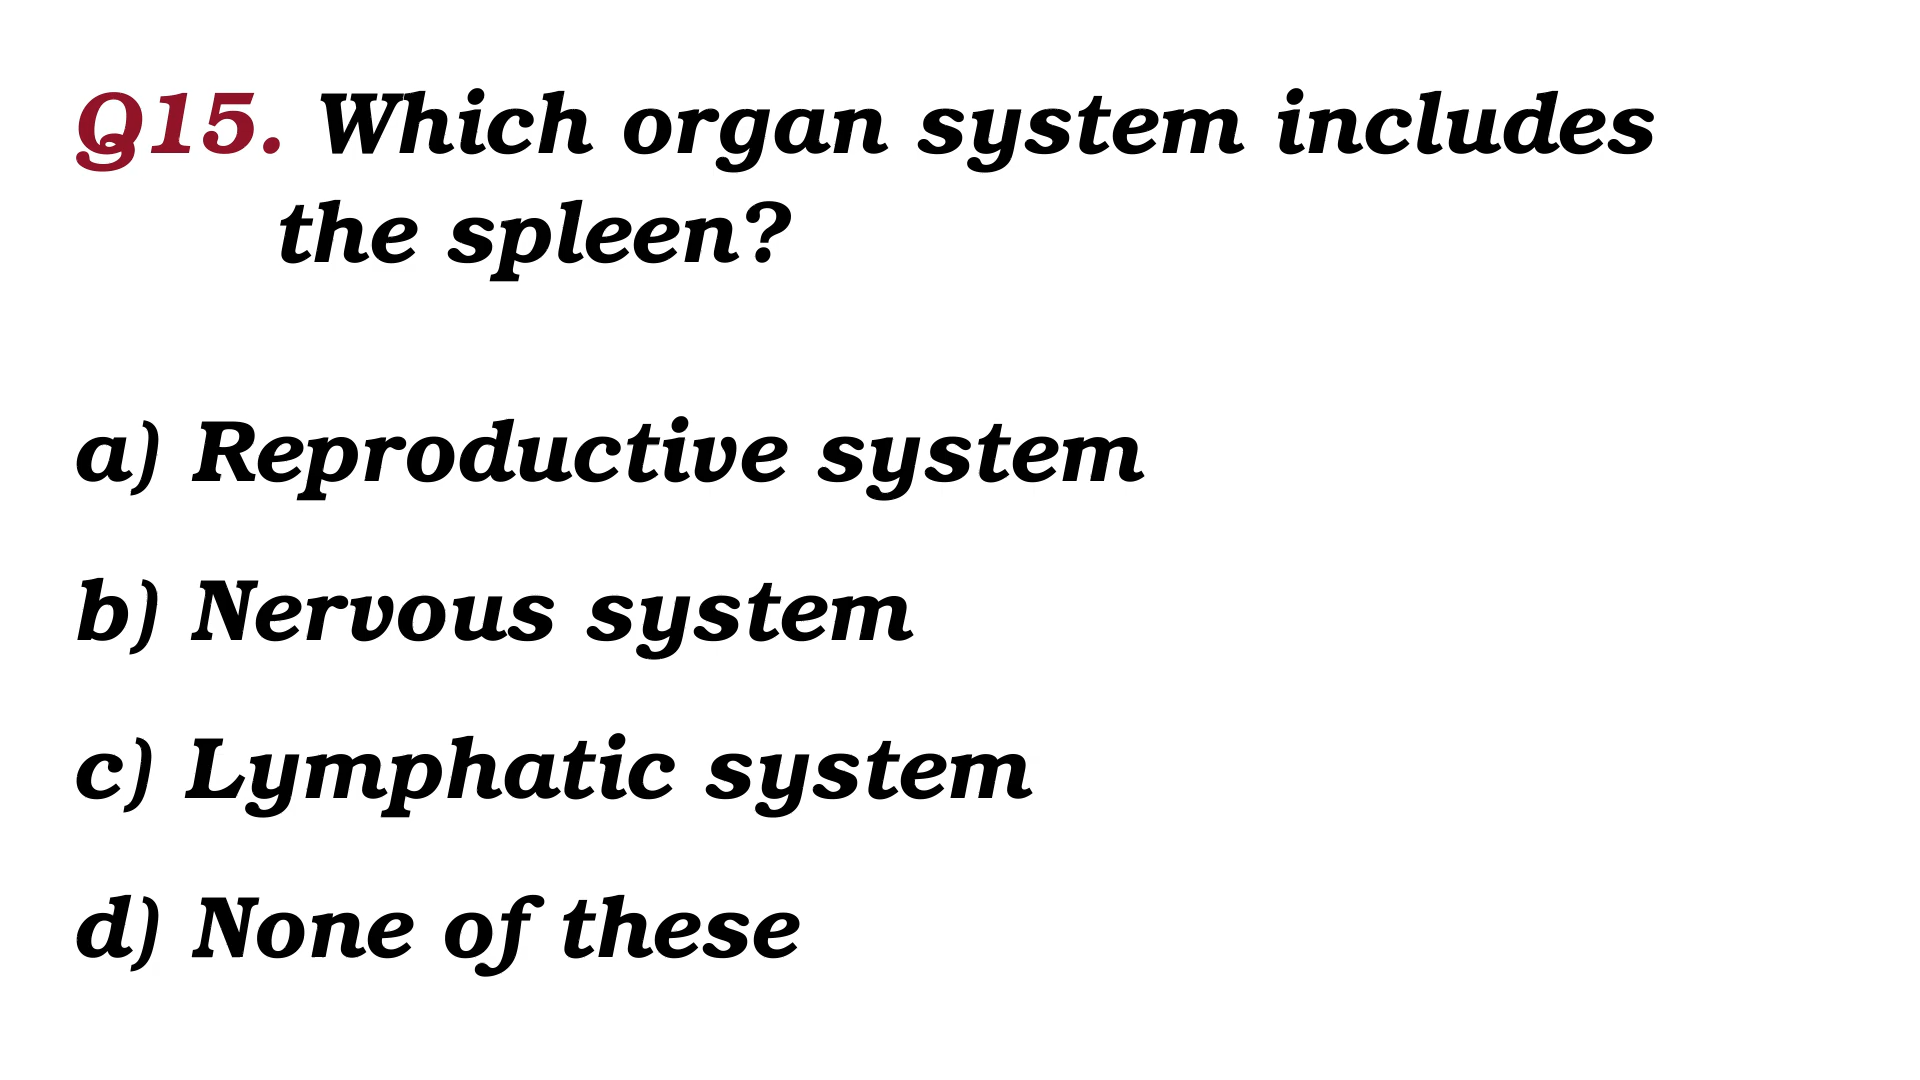 Q15. Which organ system includes
the spleen?
a) Reproductive system
b) Nervous system
c) Lymphatic system
d) None of these